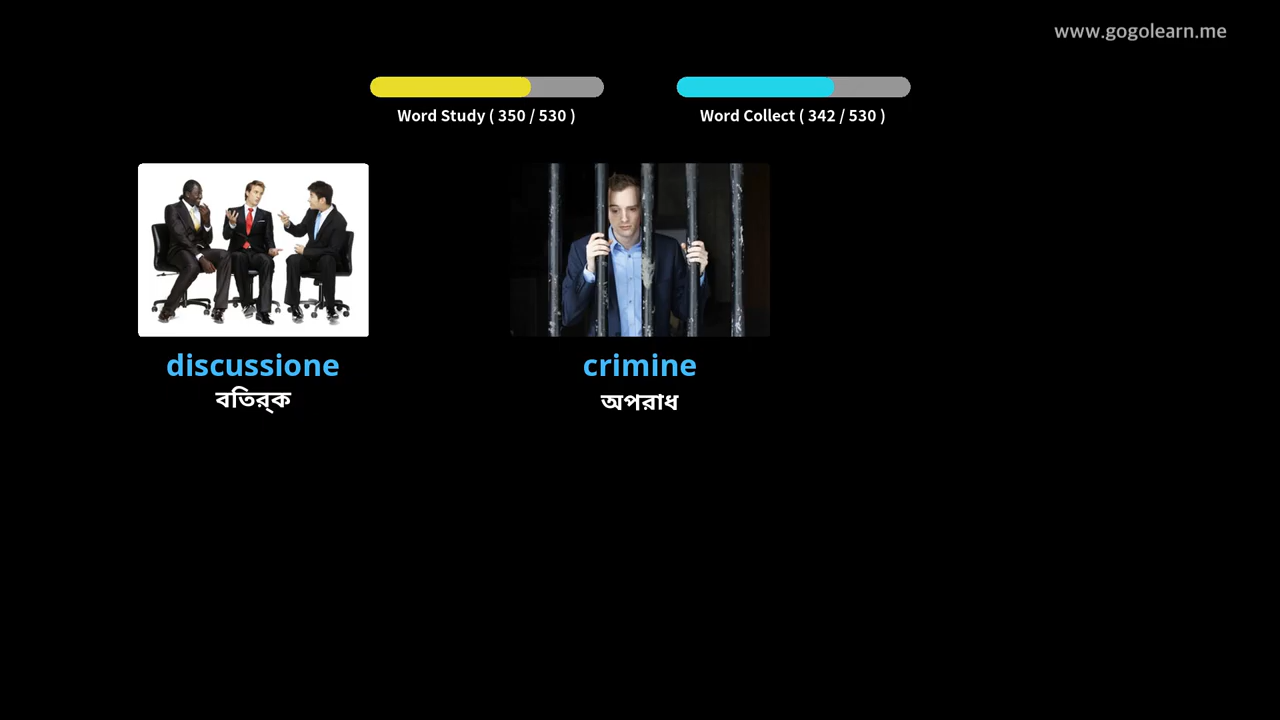 www.gogolearn.me
Word Study ( 350 / 530 )
Word Collect ( 342 / 530 )
discussione
crimine
বতির্ক
অপরাধ